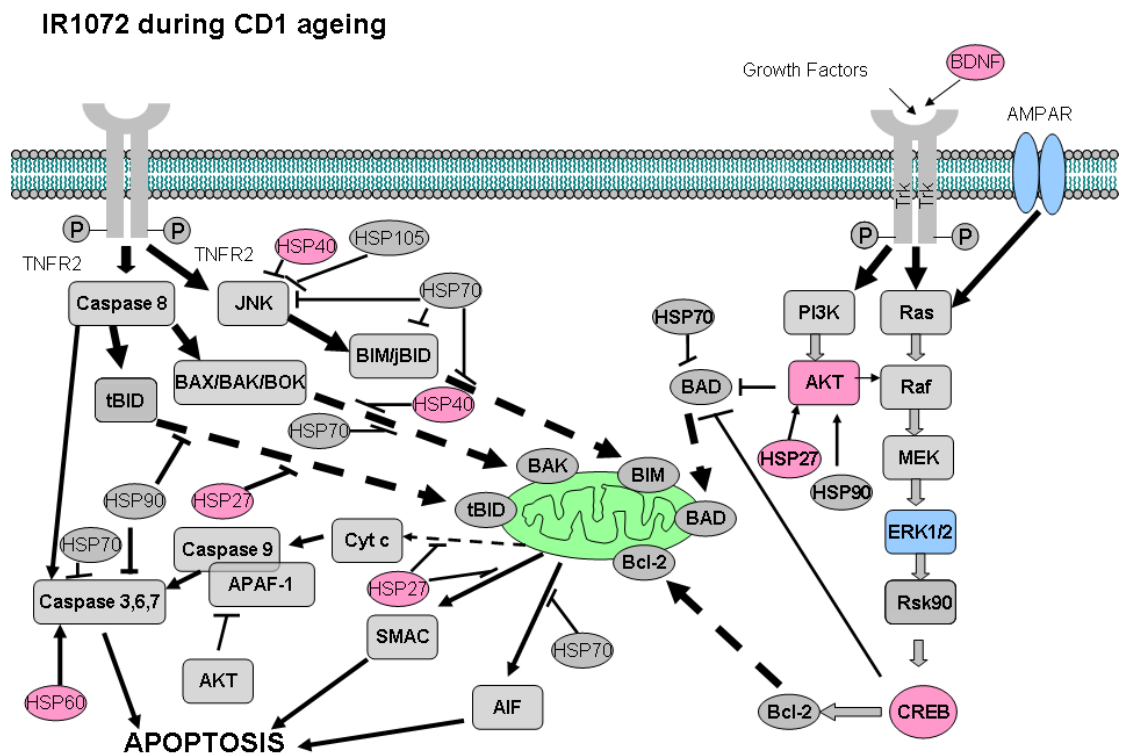 IR1072 during CD1 ageing
BDNF
Growth Factors
AMPAR
Trk
Trk
P
P
P
P
TNFR2
TNFR2
HSP40
HSP105
Caspase 8
JNK
HSP70
BIM/jBID
HSP70
PI3K
Ras
BAX/BAK/BOK
tBID
HSP40
HSP70
BAD
AKT
Raf
HSP27
MEK
HSP90
BAK
BIM
tBID
BAD
Bcl-2
HSP90
HSP27
HSP70
Caspase 9
APAF-1
Cyt c
ERK1/2
HSP27
Caspase 3,6,7
Rsk90
SMAC
HSP70
AKT
HSP60
AIF
Bcl-2
CREB
APOPTOSIS